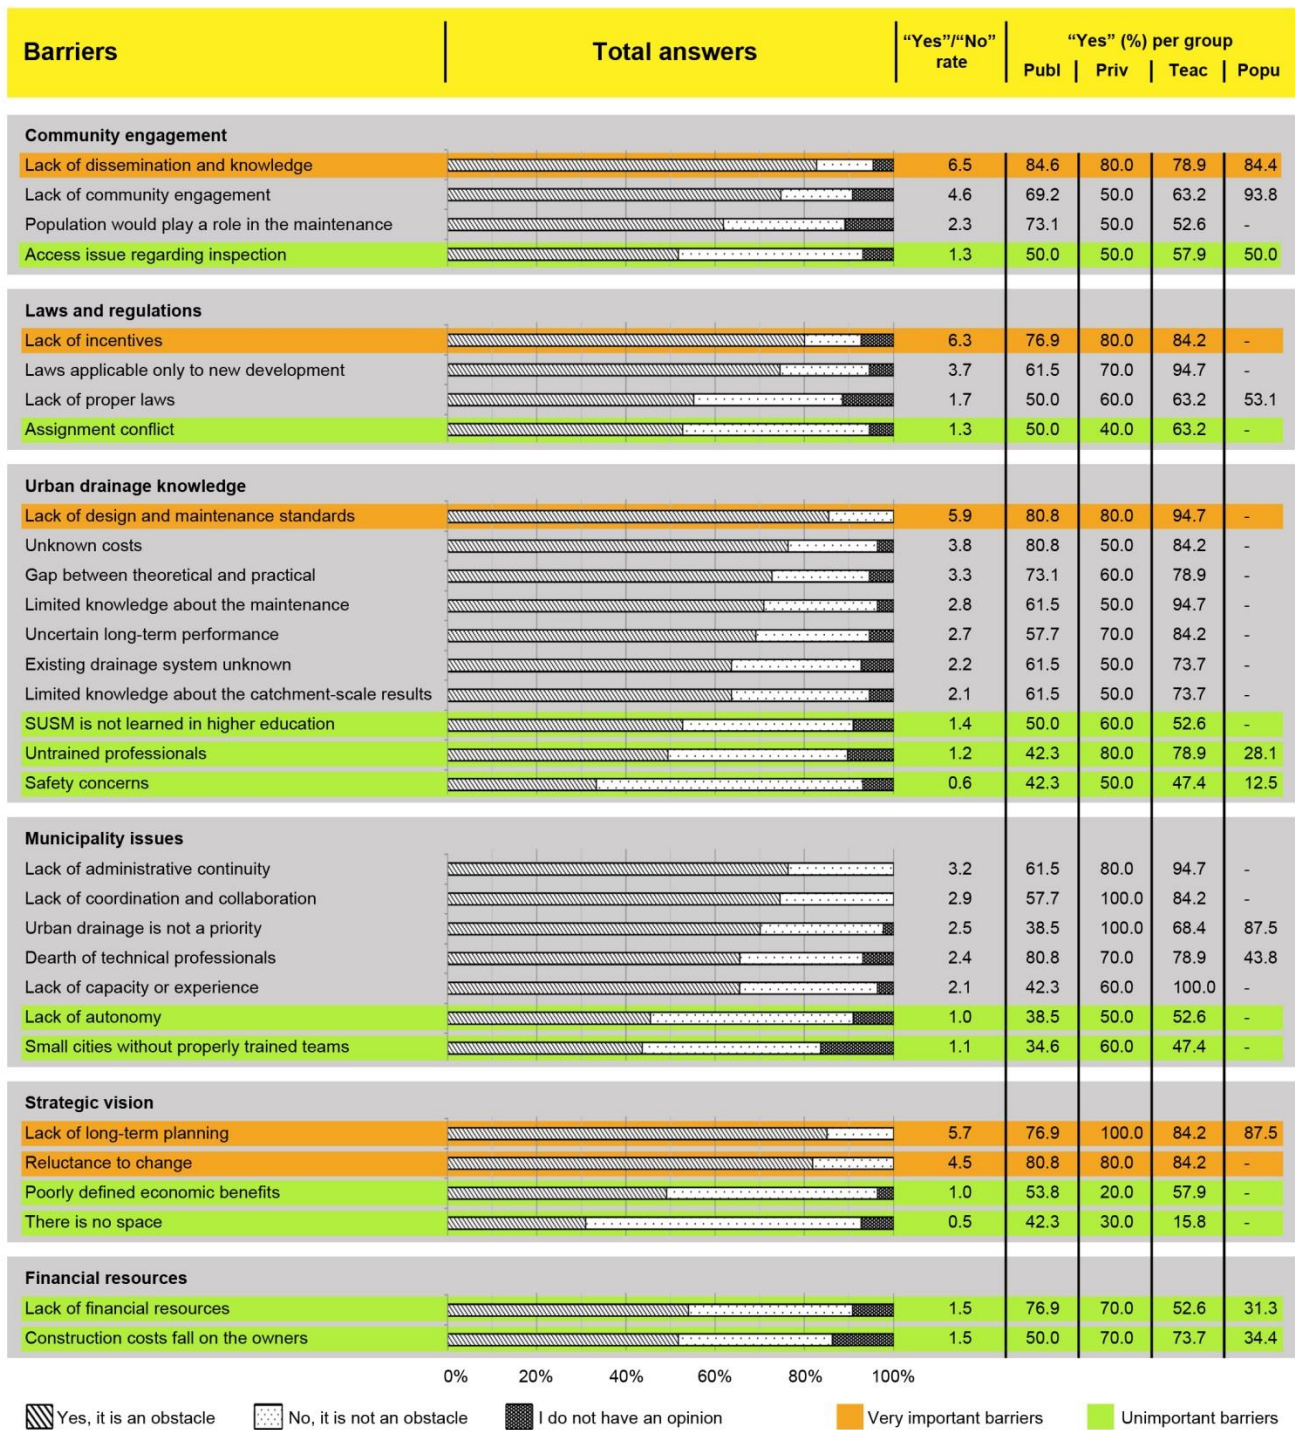 Barriers Total answers “Yes”/“No” rate “Yes” (%) per group
Publ Priv Teac Popu
Community engagement
Lack of dissemination and knowledge 6.5 84.6 80.0 78.9 84.4
Lack of community engagement 4.6 69.2 50.0 63.2 93.8
Population would play a role in the maintenance 2.3 73.1 50.0 52.6 -
Access issue regarding inspection 1.3 50.0 50.0 57.9 50.0
Laws and regulations
Lack of incentives 6.3 76.9 80.0 84.2 -
Laws applicable only to new development 3.7 61.5 70.0 94.7 -
Lack of proper laws 1.7 50.0 60.0 63.2 53.1
Assignment conflict 1.3 50.0 40.0 63.2 -
Urban drainage knowledge
Lack of design and maintenance standards 5.9 80.8 80.0 94.7 -
Unknown costs 3.8 80.8 50.0 84.2 -
Gap between theoretical and practical 3.3 73.1 60.0 78.9 -
Limited knowledge about the maintenance 2.8 61.5 50.0 94.7 -
Uncertain long-term performance 2.7 57.7 70.0 84.2 -
Existing drainage system unknown 2.2 61.5 50.0 73.7 -
Limited knowledge about the catchment-scale results 2.1 61.5 50.0 73.7 -
SUSM is not learned in higher education 1.4 50.0 60.0 52.6 -
Untrained professionals 1.2 42.3 80.0 78.9 28.1
Safety concerns 0.6 42.3 50.0 47.4 12.5
Municipality issues
Lack of administrative continuity 3.2 61.5 80.0 94.7 -
Lack of coordination and collaboration 2.9 57.7 100.0 84.2 -
Urban drainage is not a priority 2.5 38.5 100.0 68.4 87.5
Dearth of technical professionals 2.4 80.8 70.0 78.9 43.8
Lack of capacity or experience 2.1 42.3 60.0 100.0 -
Lack of autonomy 1.0 38.5 50.0 52.6 -
Small cities without properly trained teams 1.1 34.6 60.0 47.4 -
Strategic vision
Lack of long-term planning 5.7 76.9 100.0 84.2 87.5
Reluctance to change 4.5 80.8 80.0 84.2 -
Poorly defined economic benefits 1.0 53.8 20.0 57.9 -
There is no space 0.5 42.3 30.0 15.8 -
Financial resources
Lack of financial resources 1.5 76.9 70.0 52.6 31.3
Construction costs fall on the owners 1.5 50.0 70.0 73.7 34.4
0% 20% 40% 60% 80% 100%
Yes, it is an obstacle No, it is not an obstacle I do not have an opinion Very important barriers Unimportant barriers